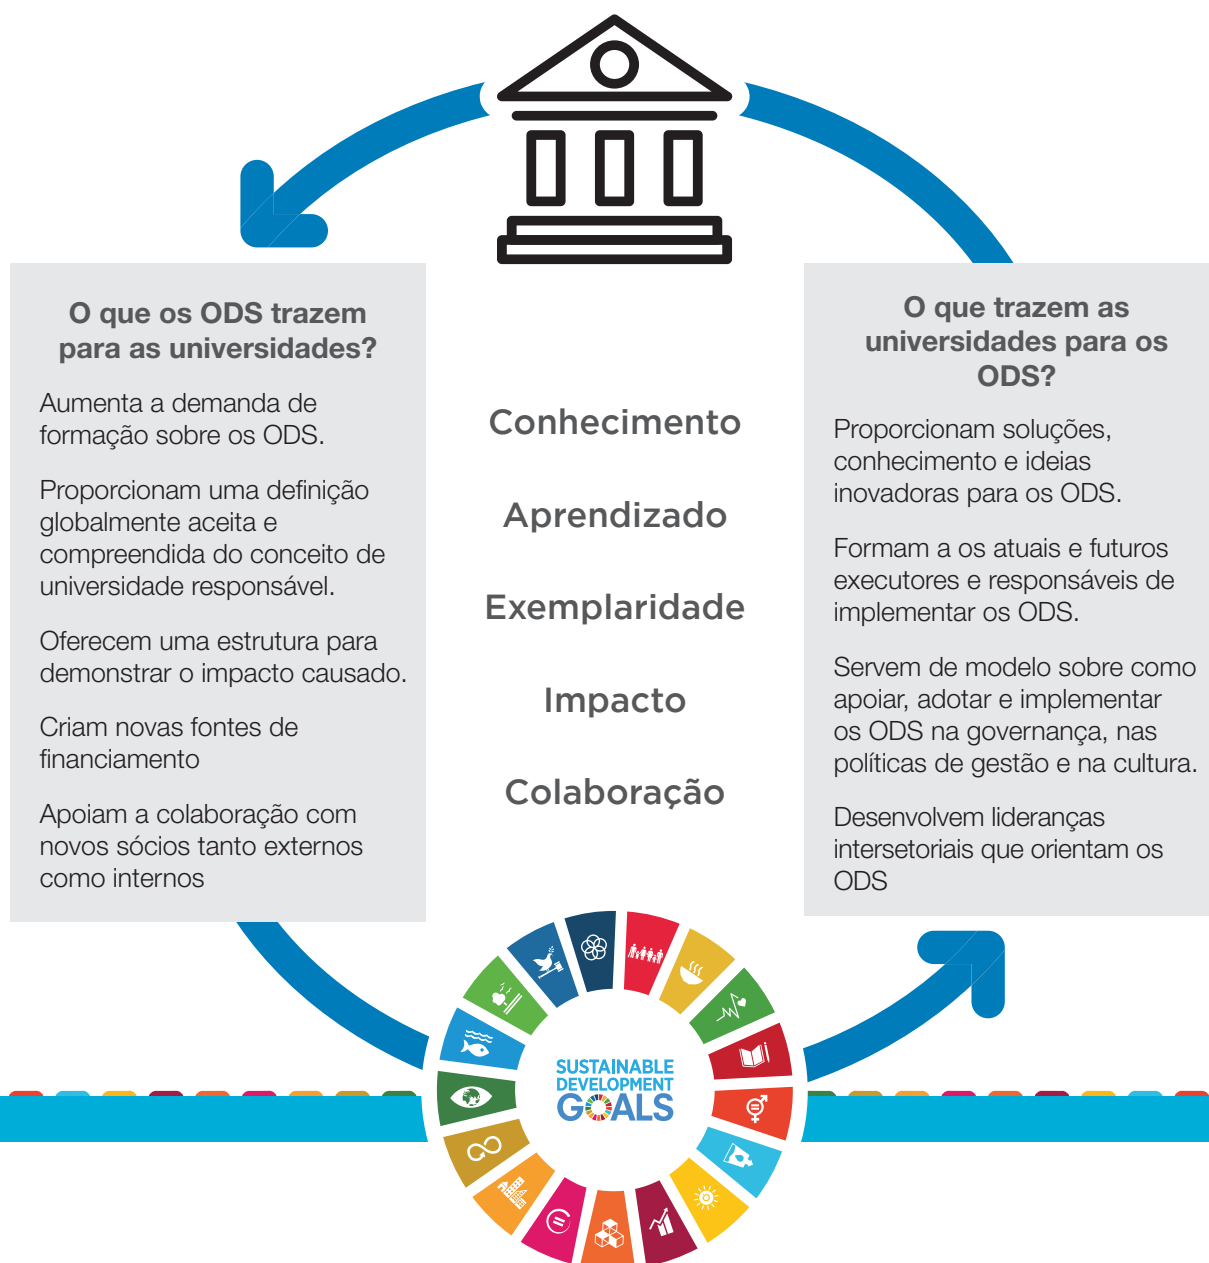 O que os ODS trazem
para as universidades?
Aumenta a demanda de
formação sobre os ODS.
Proporcionam uma definição
globalmente aceita e
compreendida do conceito de
universidade responsável.
Oferecem uma estrutura para
demonstrar o impacto causado.
Criam novas fontes de
financiamento
Apoiam a colaboração com
novos sócios tanto externos
como internos
Conhecimento
Aprendizado
Exemplaridade
Impacto
Colaboração
O que trazem as
universidades para os
ODS?
Proporcionam soluções,
conhecimento e ideias
inovadoras para os ODS.
Formam a os atuais e futuros
executores e responsáveis de
implementar os ODS.
Servem de modelo sobre como
apoiar, adotar e implementar
os ODS na governança, nas
políticas de gestão e na cultura.
Desenvolvem lideranças
intersetoriais que orientam os
ODS
SUSTAINABLE
DEVELOPMENT
GOALS